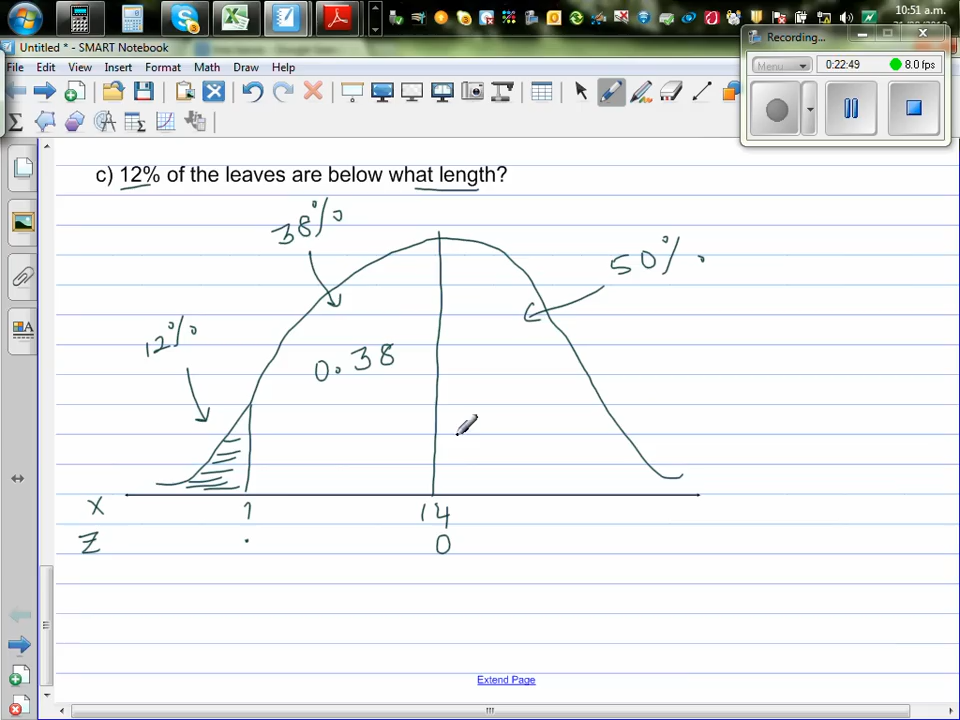 10:51 a.m.
Untitled * - SMART Notebook
Recording...
File Edit View Insert Format Math Draw Help
Menu 0:22:49 8.0 fps
c) 12% of the leaves are below what length?
38%
50%
12%
0.38
X ? 14
Z 0
Extend Page